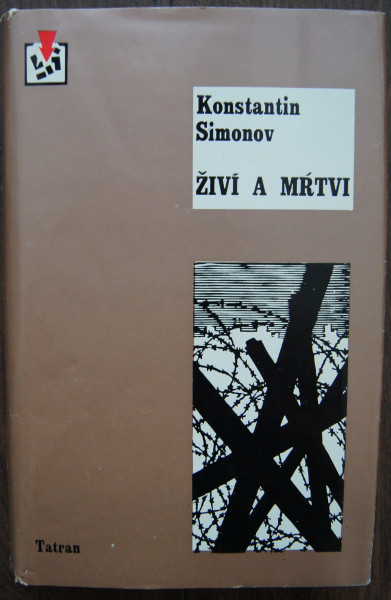 Konstantin
Simonov
ŽIVÍ A MŔTVI
Tatran